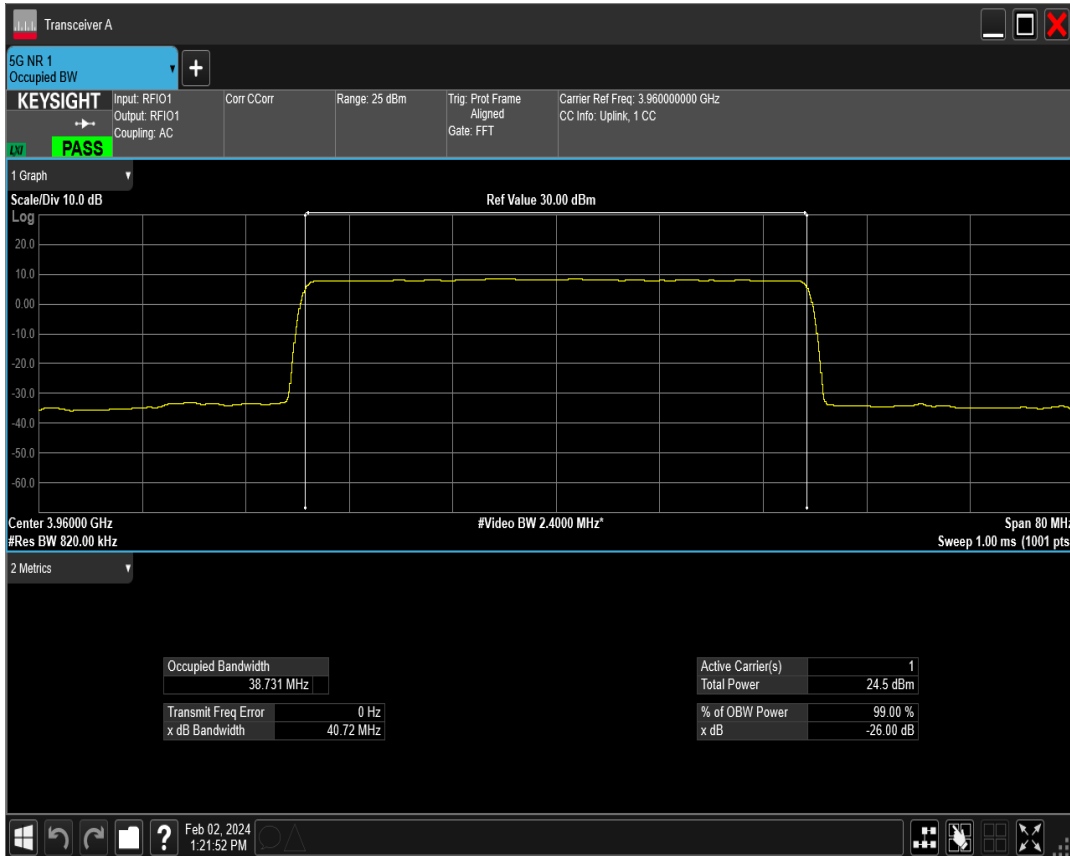 Transceiver A
5G NR 1
Occupied BW
+
KEYSIGHT
LXI
PASS
Input: RFIO1
Output: RFIO1
Coupling: AC
Corr CCorr
Range: 25 dBm
Trig: Prot Frame
Aligned
Gate: FFT
Carrier Ref Freq: 3.960000000 GHz
CC Info: Uplink, 1 CC
1 Graph
Scale/Div 10.0 dB
Ref Value 30.00 dBm
Log
20.0
10.0
0.00
-10.0
-20.0
-30.0
-40.0
-50.0
-60.0
Center 3.96000 GHz
#Video BW 2.4000 MHz*
Span 80 MHz
#Res BW 820.00 kHz
Sweep 1.00 ms (1001 pts
2 Metrics
Occupied Bandwidth
38.731 MHz
Transmit Freq Error 0 Hz
x dB Bandwidth 40.72 MHz
Active Carrier(s) 1
Total Power 24.5 dBm
% of OBW Power 99.00 %
x dB -26.00 dB
?
Feb 02, 2024
1:21:52 PM